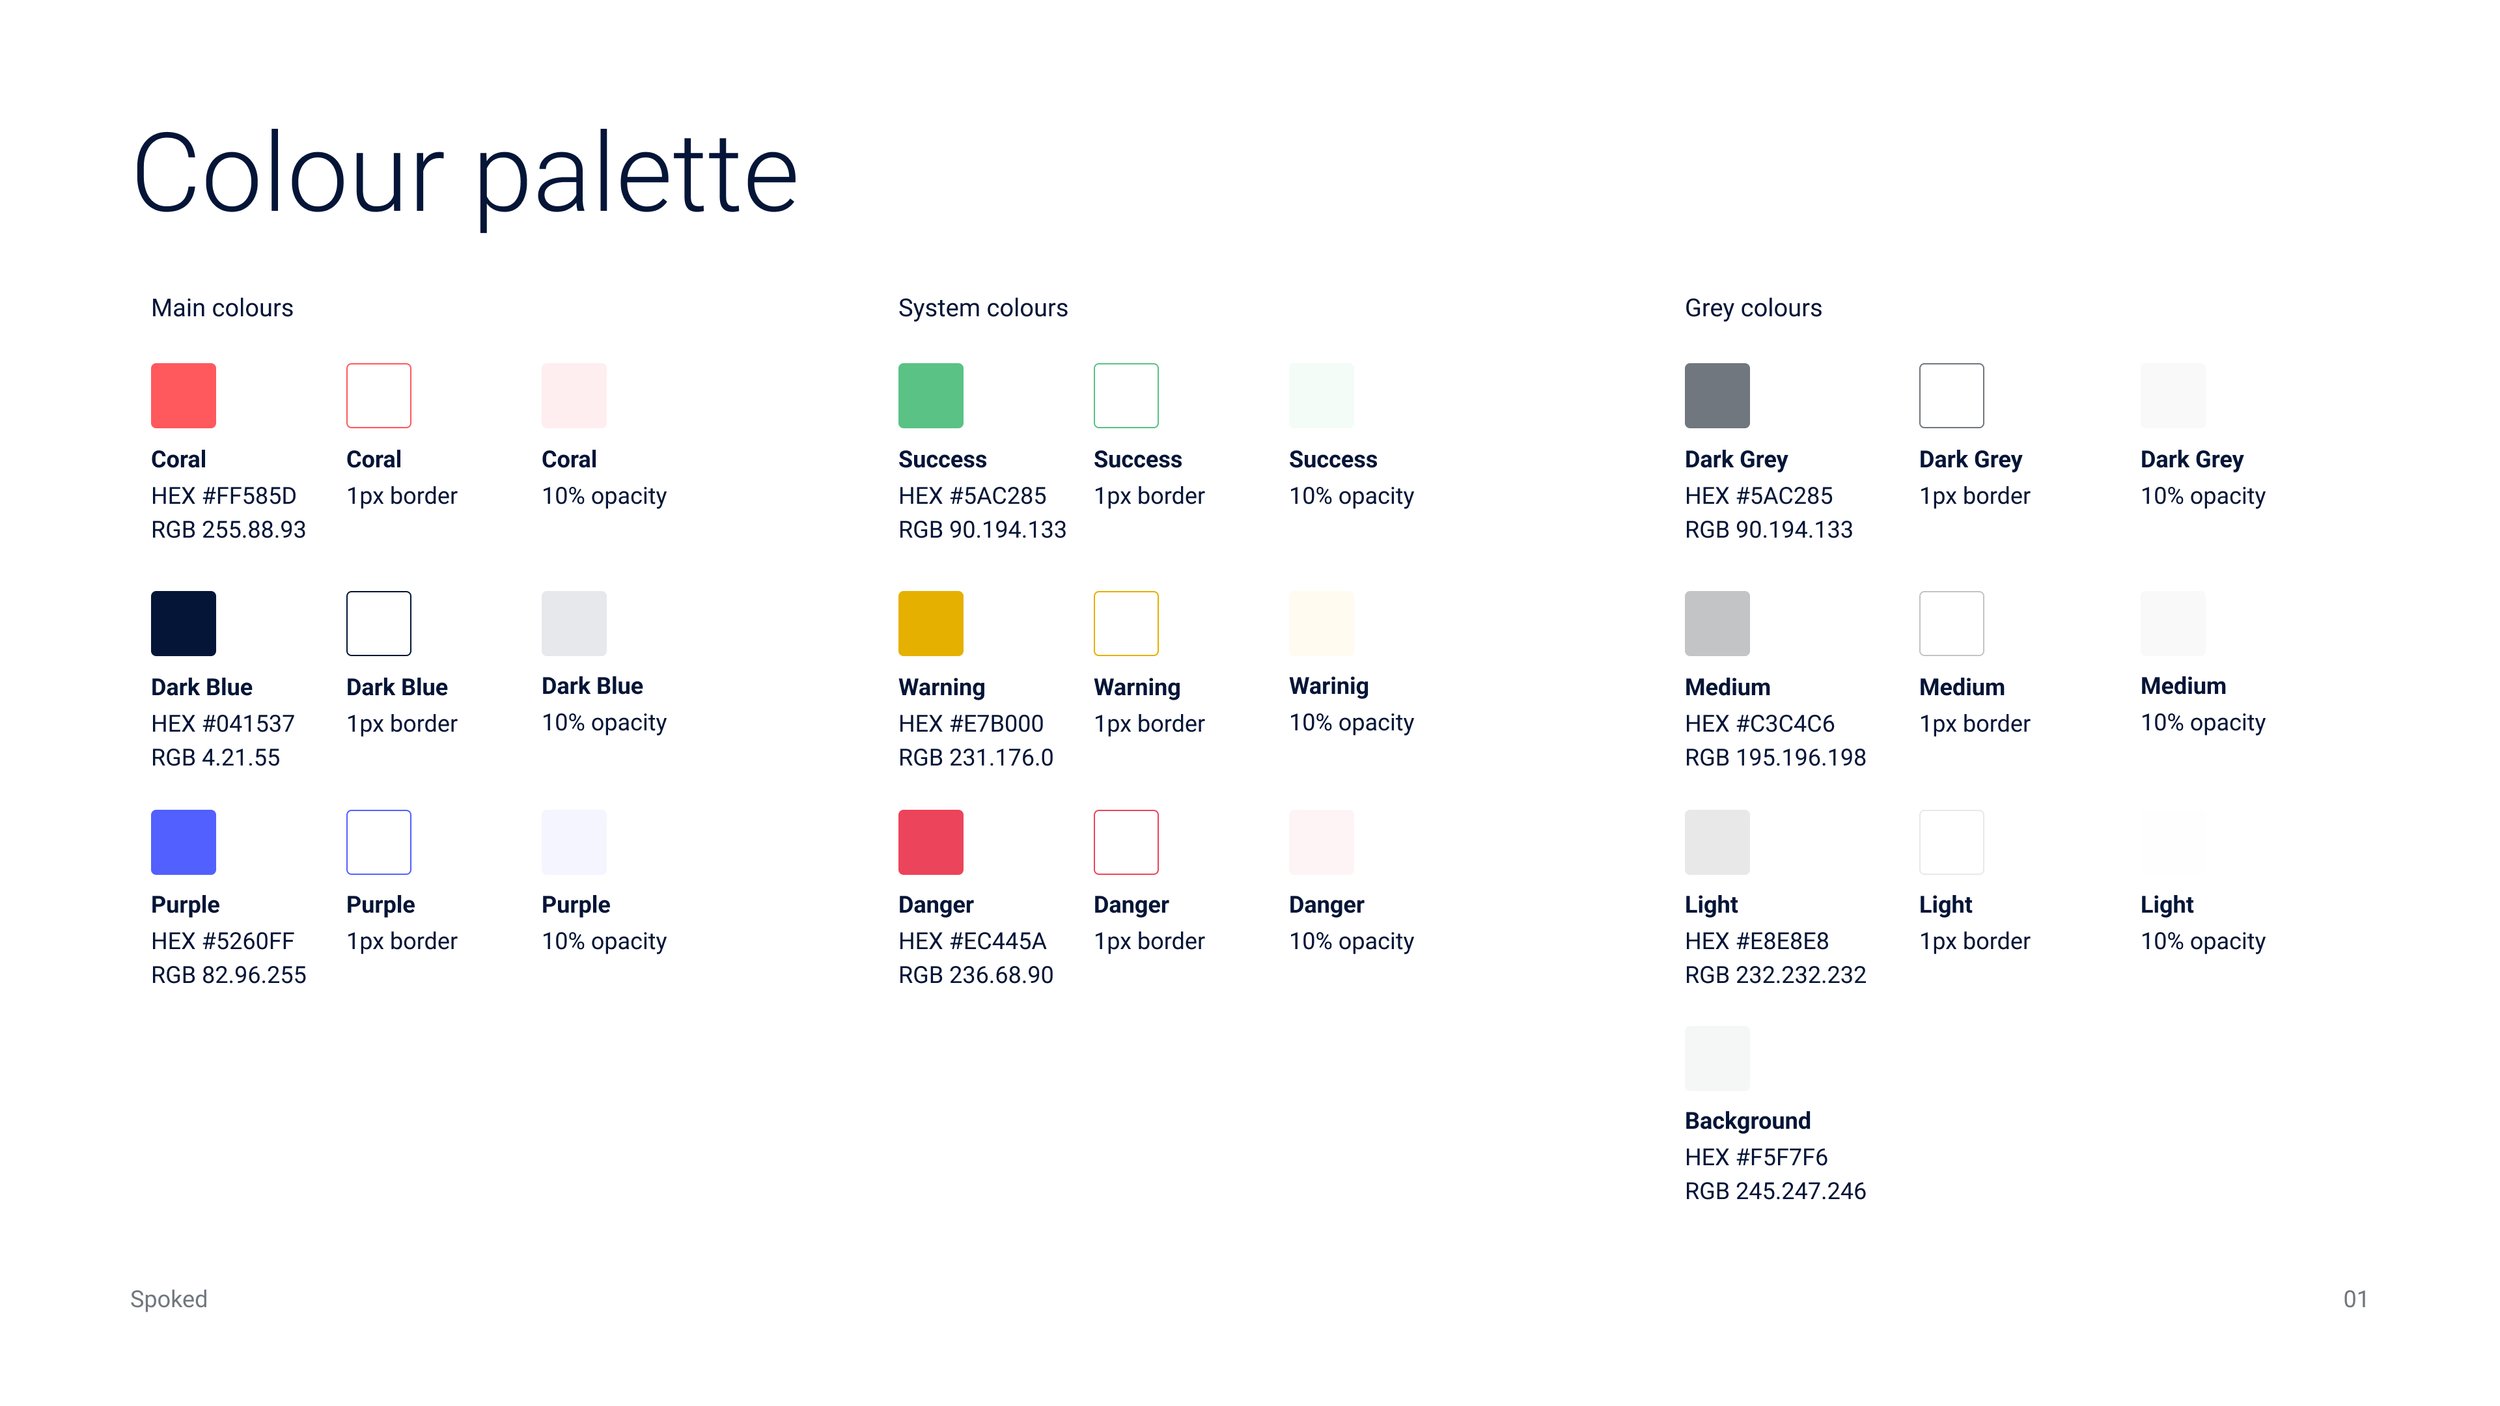 Colour palette
Main colours
Coral
HEX #FF585D
RGB 255.88.93
Coral
1px border
Coral
10% opacity
Dark Blue
HEX #041537
RGB 4.21.55
Dark Blue
1px border
Dark Blue
10% opacity
Purple
HEX #5260FF
RGB 82.96.255
Purple
1px border
Purple
10% opacity
System colours
Success
HEX #5AC285
RGB 90.194.133
Success
1px border
Success
10% opacity
Warning
HEX #E7B000
RGB 231.176.0
Warning
1px border
Warinig
10% opacity
Danger
HEX #EC445A
RGB 236.68.90
Danger
1px border
Danger
10% opacity
Grey colours
Dark Grey
HEX #5AC285
RGB 90.194.133
Dark Grey
1px border
Dark Grey
10% opacity
Medium
HEX #C3C4C6
RGB 195.196.198
Medium
1px border
Medium
10% opacity
Light
HEX #E8E8E8
RGB 232.232.232
Light
1px border
Light
10% opacity
Background
HEX #F5F7F6
RGB 245.247.246
Spoked
01